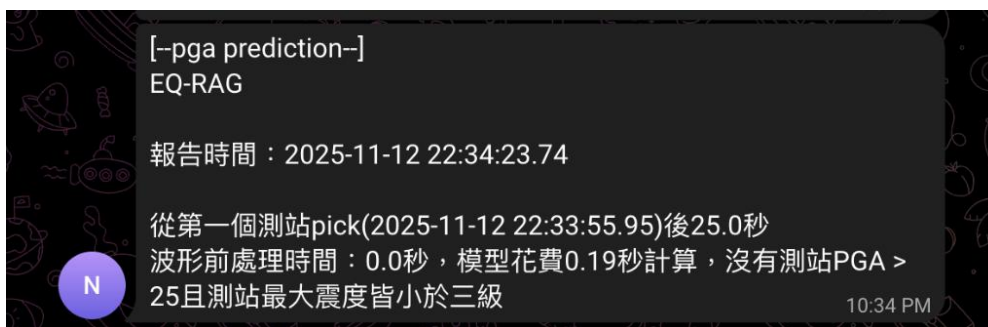 [--pga prediction--]
EQ-RAG
報告時間：2025-11-12 22:34:23.74
從第一個測站pick(2025-11-12 22:33:55.95)後25.0秒
波形前處理時間：0.0秒，模型花費0.19秒計算，沒有測站PGA >
25且測站最大震度皆小於三級
10:34 PM
N